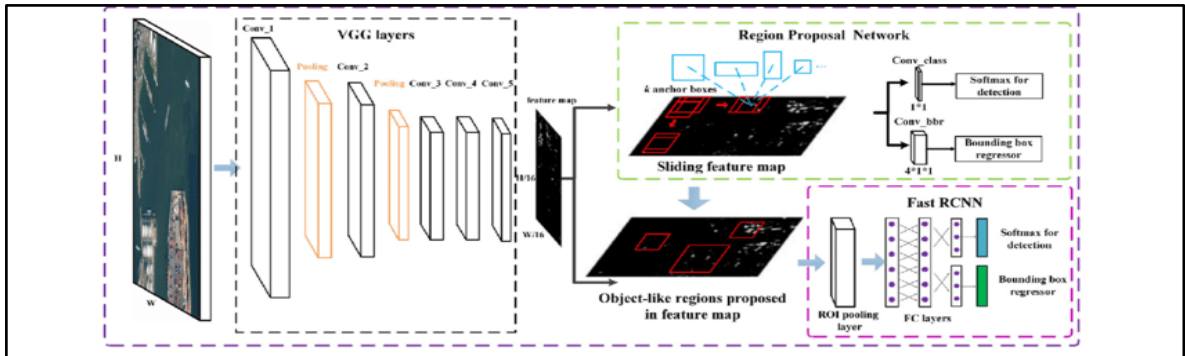 Conv_1
VGG layers
Pooling
Conv_2
Pooling
Conv_3
Conv_4
Conv_5
H
W
feature map
H/16
W/16
Region Proposal Network
k anchor boxes
...
Sliding feature map
Conv_class
1*1
Softmax for
detection
Conv_bbr
4*1*1
Bounding box
regressor
Object-like regions proposed
in feature map
Fast RCNN
ROI pooling
layer
FC layers
Softmax for
detection
Bounding box
regressor